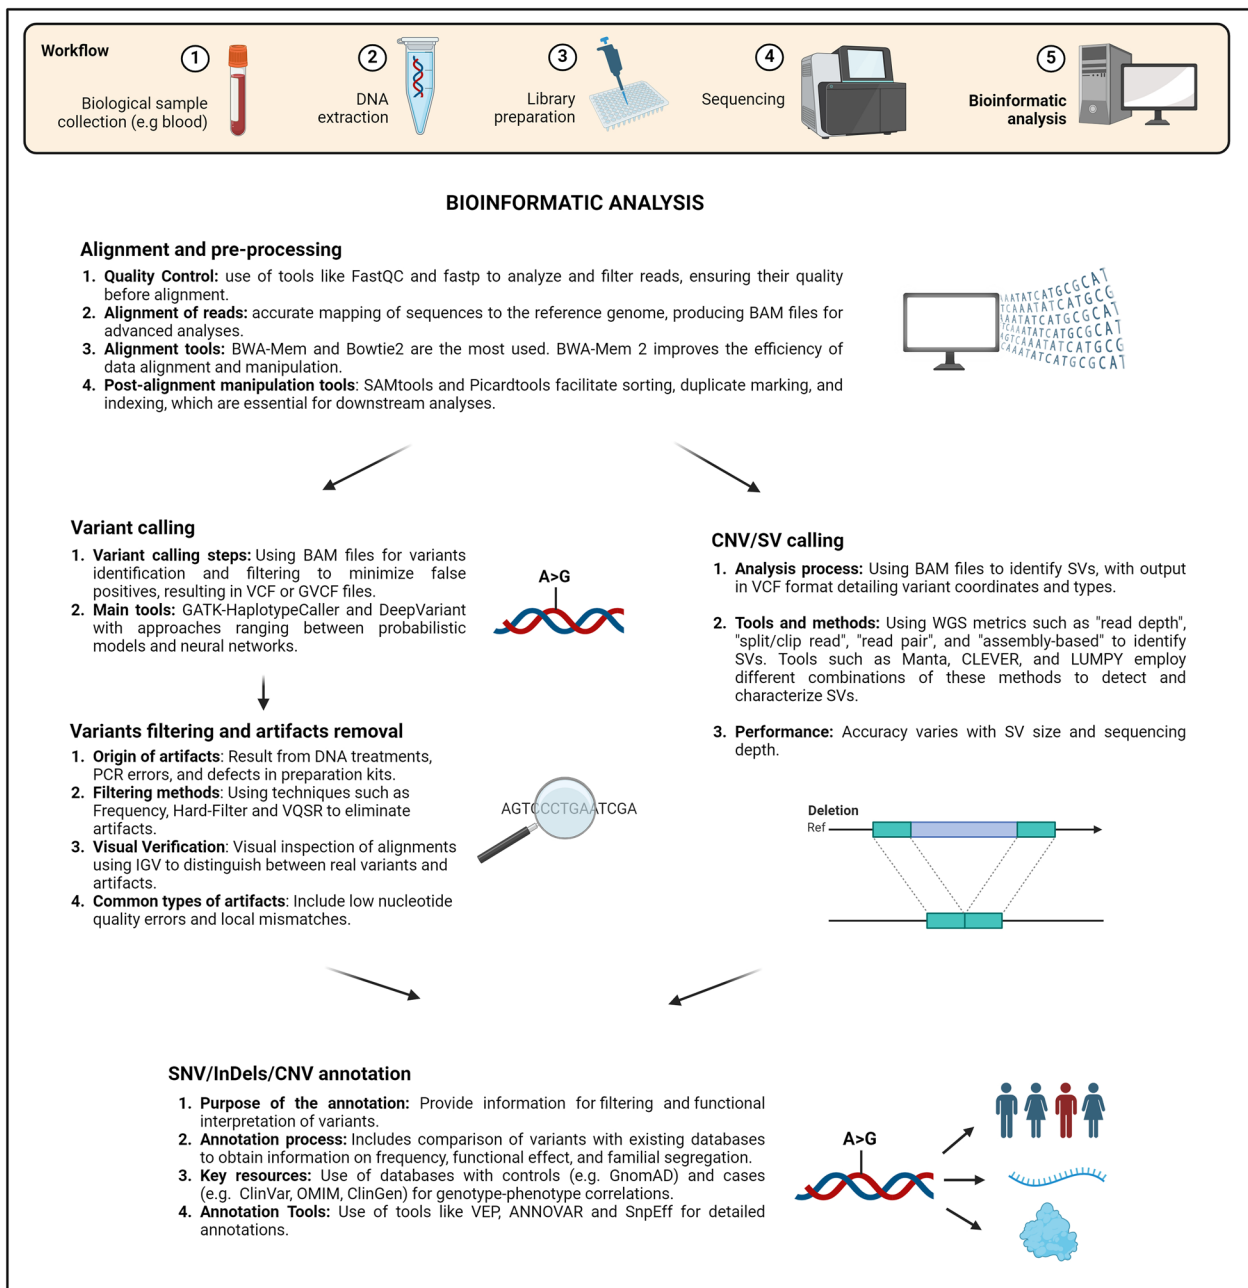 Workflow
1
Biological sample
collection (e.g blood)
2
DNA
extraction
3
Library
preparation
4
Sequencing
5
Bioinformatic
analysis
BIOINFORMATIC ANALYSIS
Alignment and pre-processing
1. Quality Control: use of tools like FastQC and fastp to analyze and filter reads, ensuring their quality
before alignment.
2. Alignment of reads: accurate mapping of sequences to the reference genome, producing BAM files for
advanced analyses.
3. Alignment tools: BWA-Mem and Bowtie2 are the most used. BWA-Mem 2 improves the efficiency of
data alignment and manipulation.
4. Post-alignment manipulation tools: SAMtools and Picardtools facilitate sorting, duplicate marking, and
indexing, which are essential for downstream analyses.
AAATATCATGCGCAT
TCAAATATCATGCG
AAATATCATGCGCAT
TCAAATATCATGCG
AGTCAAATATCATGCG
CAAATATCATGCGCAT
Variant calling
1. Variant calling steps: Using BAM files for variants
identification and filtering to minimize false
positives, resulting in VCF or GVCF files.
2. Main tools: GATK-HaplotypeCaller and DeepVariant
with approaches ranging between probabilistic
models and neural networks.
A>G
Variants filtering and artifacts removal
1. Origin of artifacts: Result from DNA treatments,
PCR errors, and defects in preparation kits.
2. Filtering methods: Using techniques such as
Frequency, Hard-Filter and VQSR to eliminate
artifacts.
3. Visual Verification: Visual inspection of alignments
using IGV to distinguish between real variants and
artifacts.
4. Common types of artifacts: Include low nucleotide
quality errors and local mismatches.
AGTCCCTGAATCGA
CNV/SV calling
1. Analysis process: Using BAM files to identify SVs, with output
in VCF format detailing variant coordinates and types.
2. Tools and methods: Using WGS metrics such as "read depth",
"split/clip read", "read pair", and "assembly-based" to identify
SVs. Tools such as Manta, CLEVER, and LUMPY employ
different combinations of these methods to detect and
characterize SVs.
3. Performance: Accuracy varies with SV size and sequencing
depth.
Deletion
Ref
SNV/InDels/CNV annotation
1. Purpose of the annotation: Provide information for filtering and functional
interpretation of variants.
2. Annotation process: Includes comparison of variants with existing databases
to obtain information on frequency, functional effect, and familial segregation.
3. Key resources: Use of databases with controls (e.g. GnomAD) and cases
(e.g. ClinVar, OMIM, ClinGen) for genotype-phenotype correlations.
4. Annotation Tools: Use of tools like VEP, ANNOVAR and SnpEff for detailed
annotations.
A>G